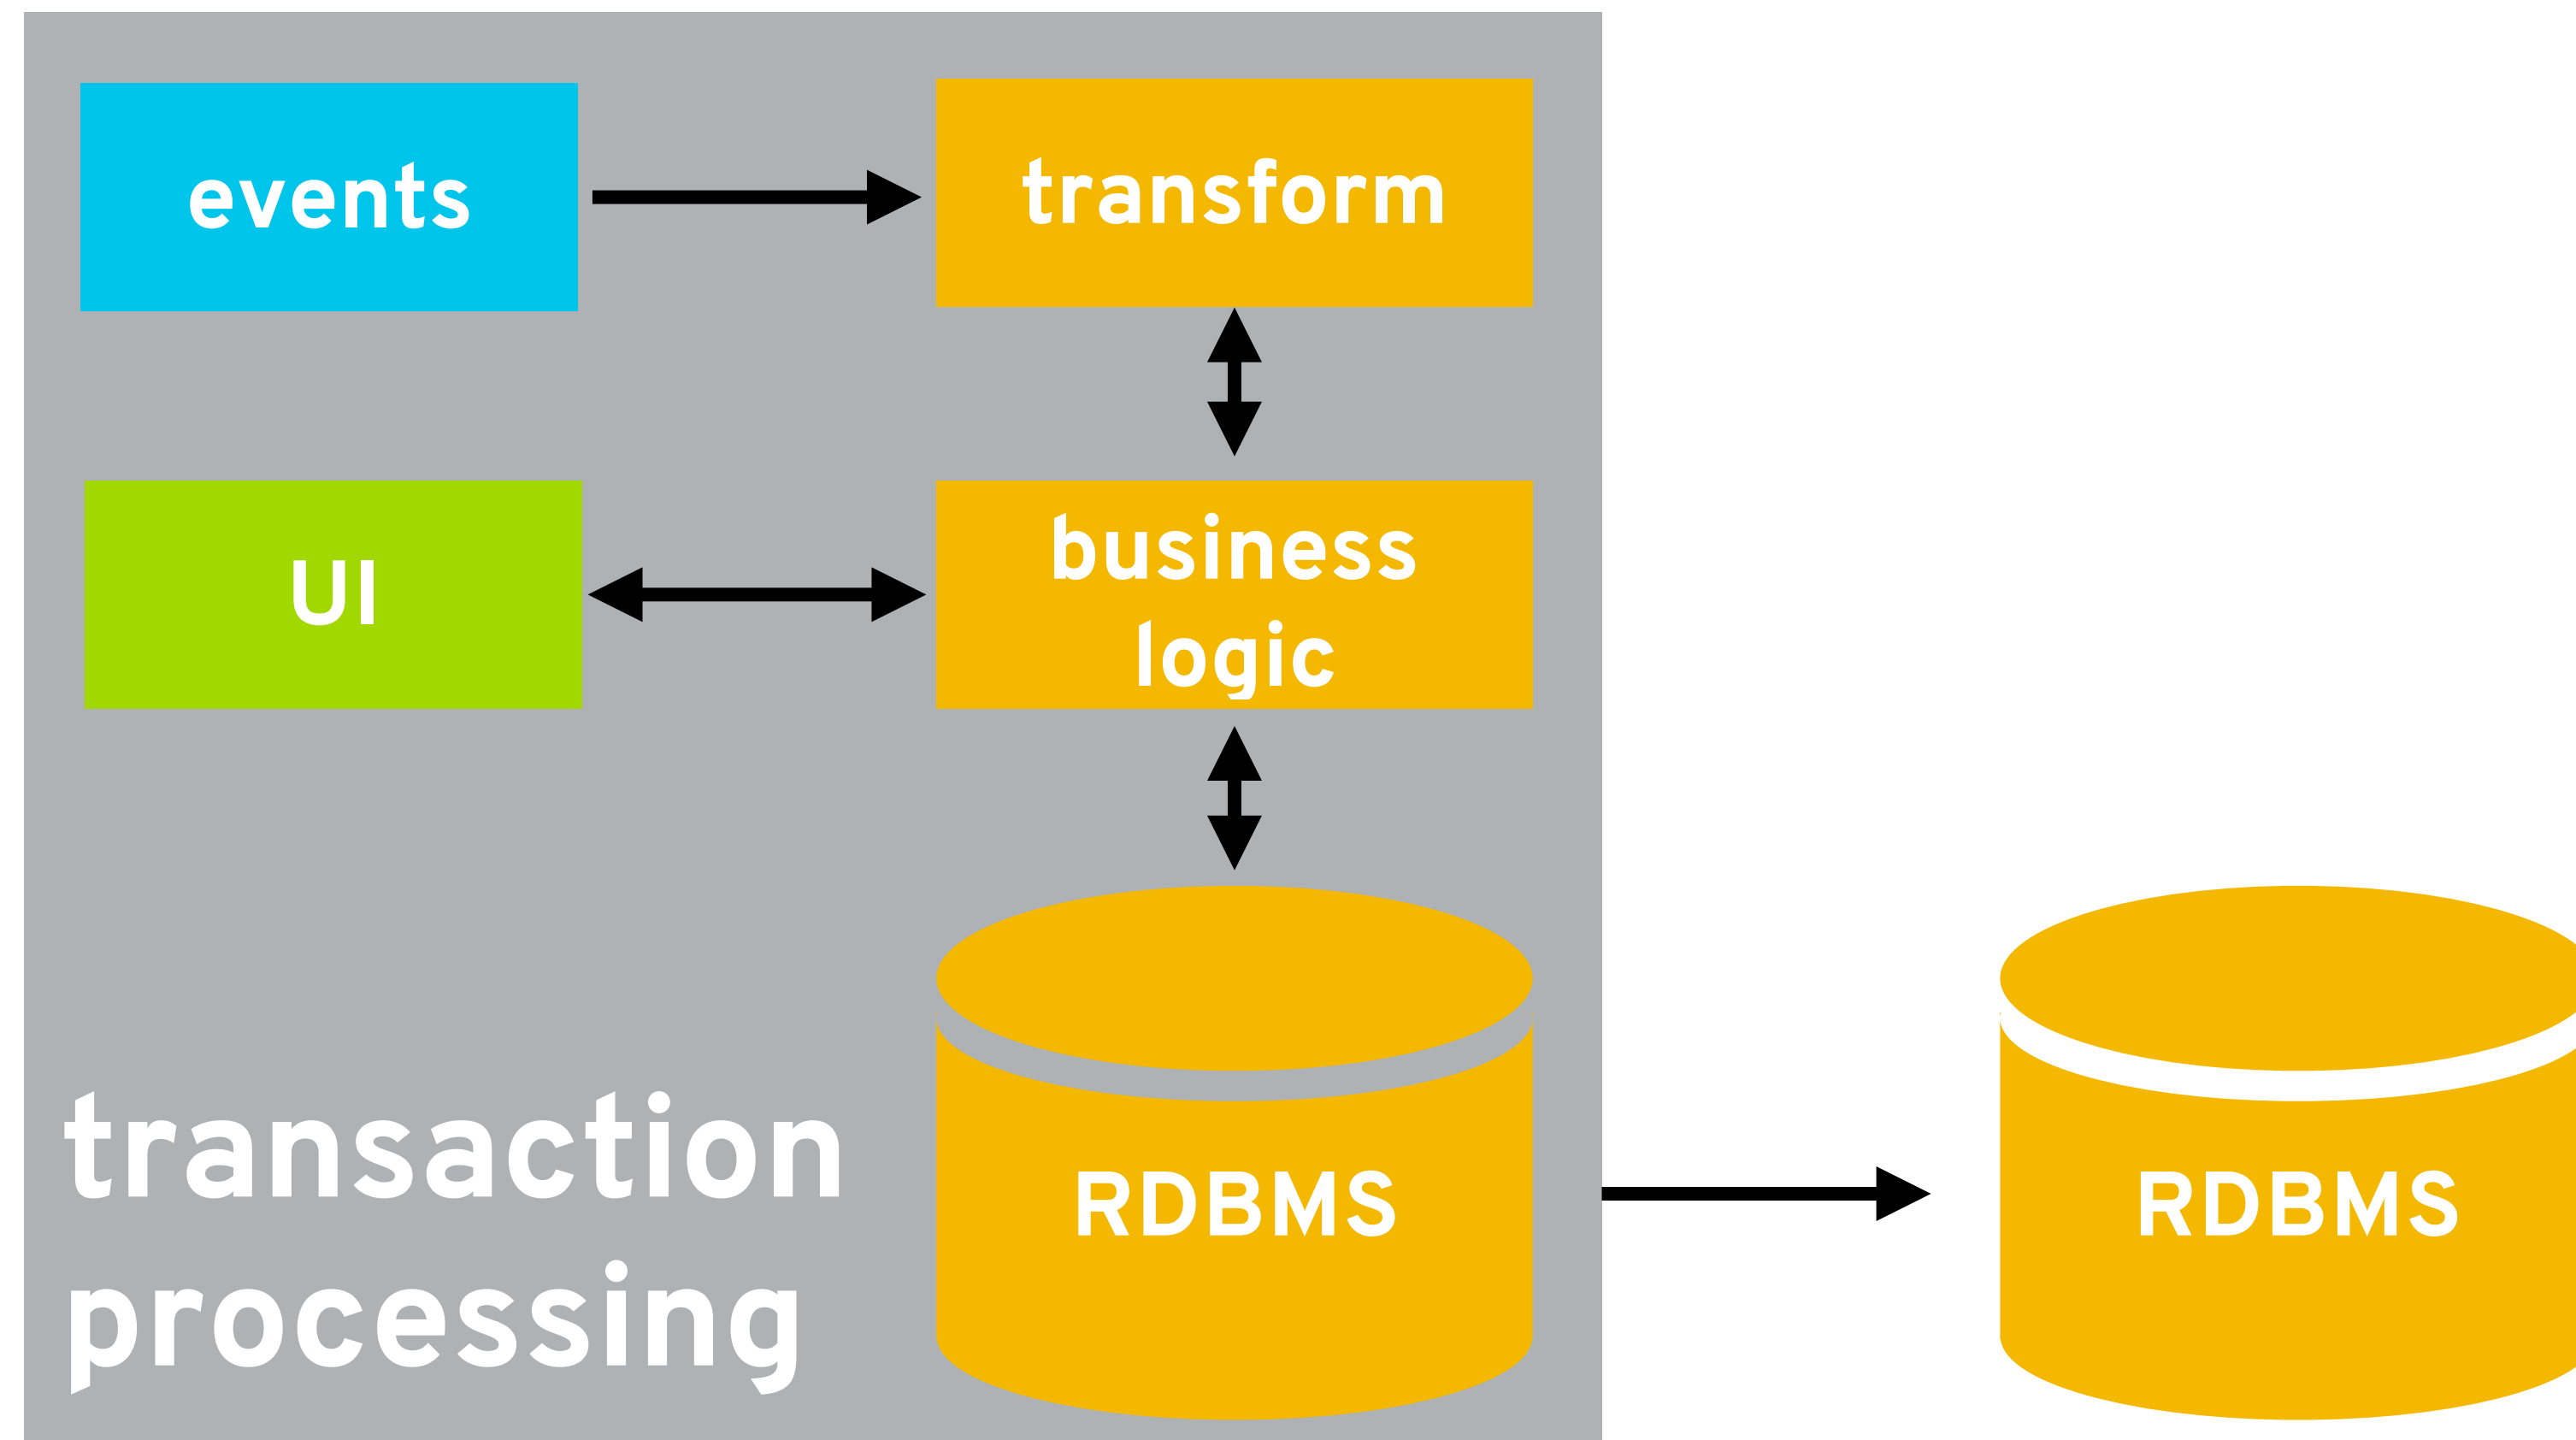 events
transform
UI
business
logic
transaction
processing
RDBMS
RDBMS